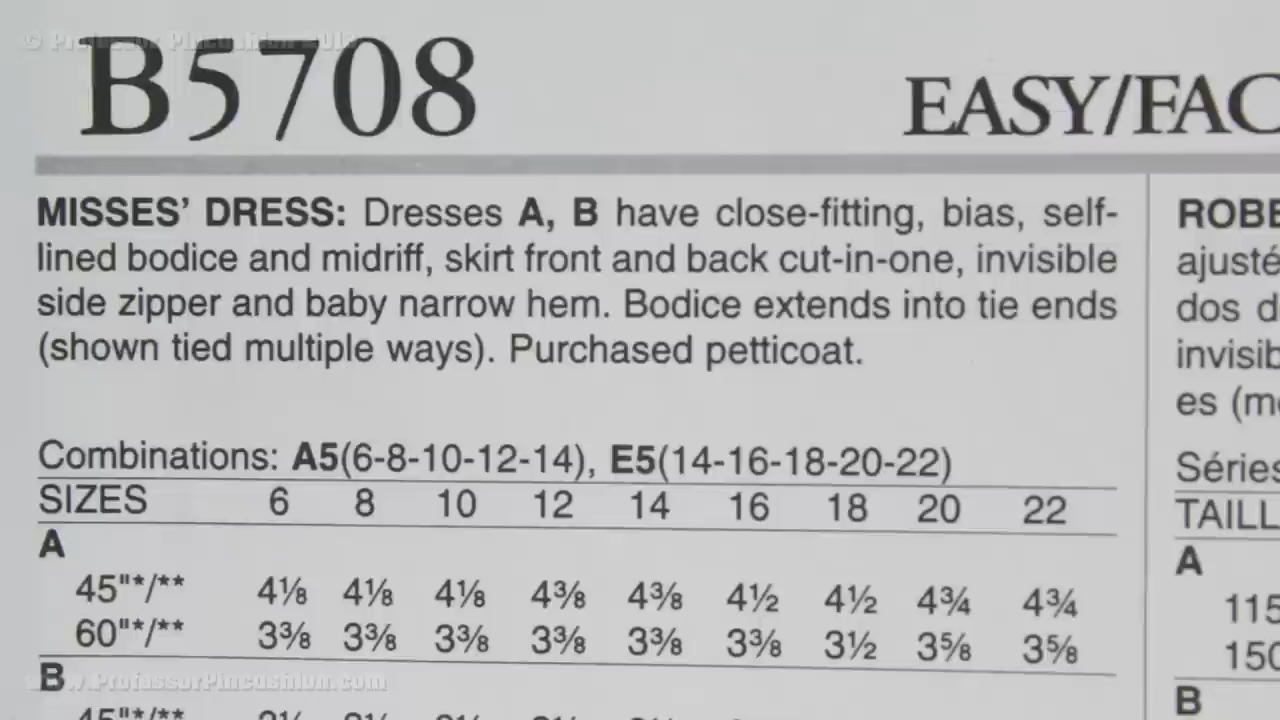 © Professor Pincushion 2012
B5708
EASY/FAC
MISSES' DRESS: Dresses A, B have close-fitting, bias, self-
lined bodice and midriff, skirt front and back cut-in-one, invisible
side zipper and baby narrow hem. Bodice extends into tie ends
(shown tied multiple ways). Purchased petticoat.
Combinations: A5(6-8-10-12-14), E5(14-16-18-20-22)
SIZES 6 8 10 12 14 16 18 20 22
A
45"*/** 4⅛ 4⅛ 4⅛ 4⅜ 4⅜ 4½ 4½ 4¾ 4¾
60"*/** 3⅜ 3⅜ 3⅜ 3⅜ 3⅜ 3⅜ 3½ 3⅝ 3⅝
B
45"*/**
www.ProfessorPincushion.com
ROBE
ajusté
dos d
invisib
es (mo
Séries
TAILL
A
115
150
B